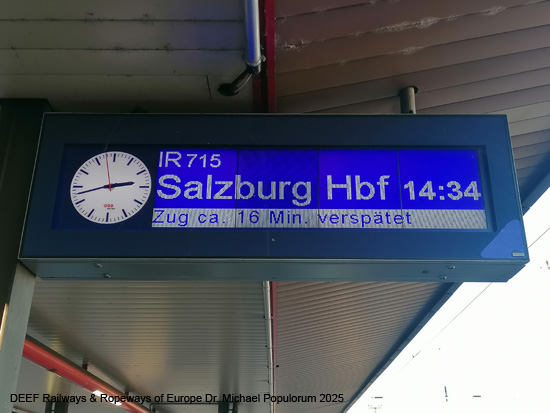 IR 715
Salzburg Hbf 14:34
Zug ca. 16 Min. verspätet
DEEF Railways & Ropeways of Europe Dr. Michael Populorum 2025